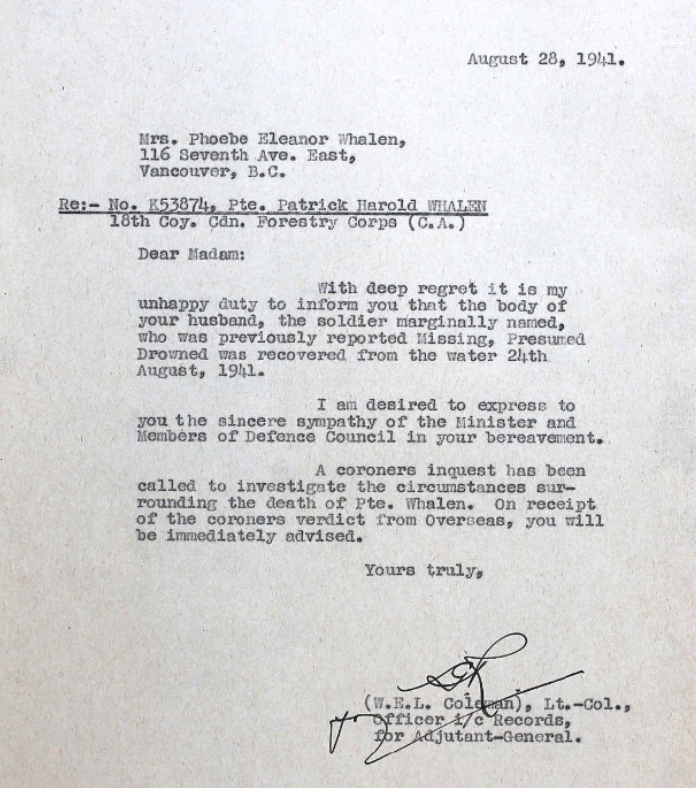 August 28, 1941.
Mrs. Phoebe Eleanor Whalen,
116 Seventh Ave. East,
Vancouver, B.C.
Re:- No. K53874, Pte. Patrick Harold WHALEN
18th Coy. Cdn. Forestry Corps (C.A.)
Dear Madam:
With deep regret it is my
unhappy duty to inform you that the body of
your husband, the soldier marginally named,
who was previously reported Missing, Presumed
Drowned was recovered from the water 24th
August, 1941.
I am desired to express to
you the sincere sympathy of the Minister and
Members of Defence Council in your bereavement.
A coroners inquest has been
called to investigate the circumstances sur-
rounding the death of Pte. Whalen. On receipt
of the coroners verdict from Overseas, you will
be immediately advised.
Yours truly,
(W.E.L. Coleman), Lt.-Col.,
Officer i/c Records,
for Adjutant-General.